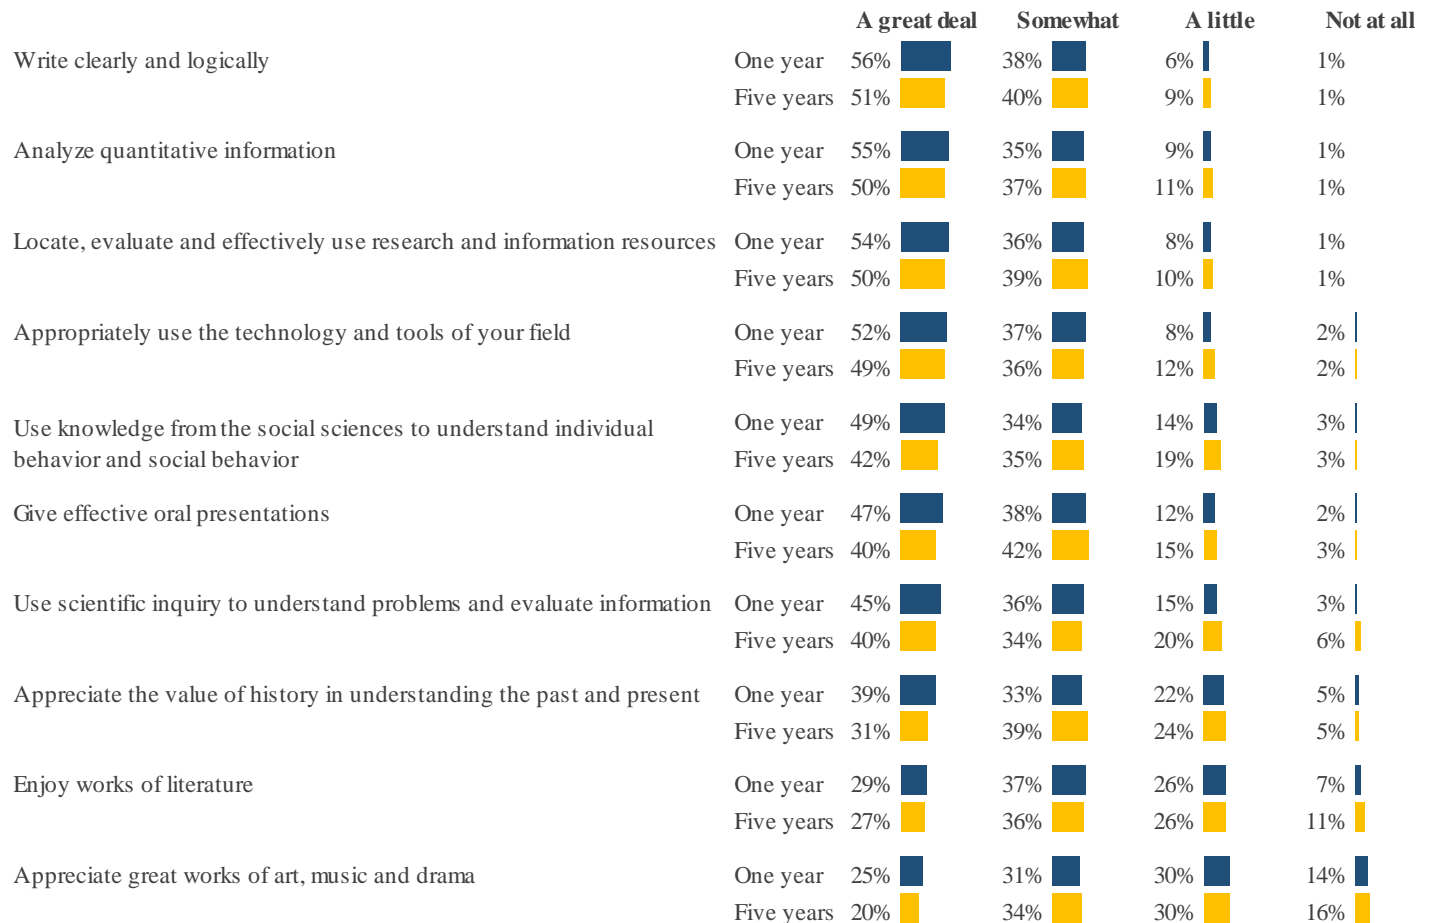 A great deal Somewhat A little Not at all
Write clearly and logically One year 56% 38% 6% 1%
Five years 51% 40% 9% 1%
Analyze quantitative information One year 55% 35% 9% 1%
Five years 50% 37% 11% 1%
Locate, evaluate and effectively use research and information resources One year 54% 36% 8% 1%
Five years 50% 39% 10% 1%
Appropriately use the technology and tools of your field One year 52% 37% 8% 2%
Five years 49% 36% 12% 2%
Use knowledge from the social sciences to understand individual One year 49% 34% 14% 3%
behavior and social behavior Five years 42% 35% 19% 3%
Give effective oral presentations One year 47% 38% 12% 2%
Five years 40% 42% 15% 3%
Use scientific inquiry to understand problems and evaluate information One year 45% 36% 15% 3%
Five years 40% 34% 20% 6%
Appreciate the value of history in understanding the past and present One year 39% 33% 22% 5%
Five years 31% 39% 24% 5%
Enjoy works of literature One year 29% 37% 26% 7%
Five years 27% 36% 26% 11%
Appreciate great works of art, music and drama One year 25% 31% 30% 14%
Five years 20% 34% 30% 16%